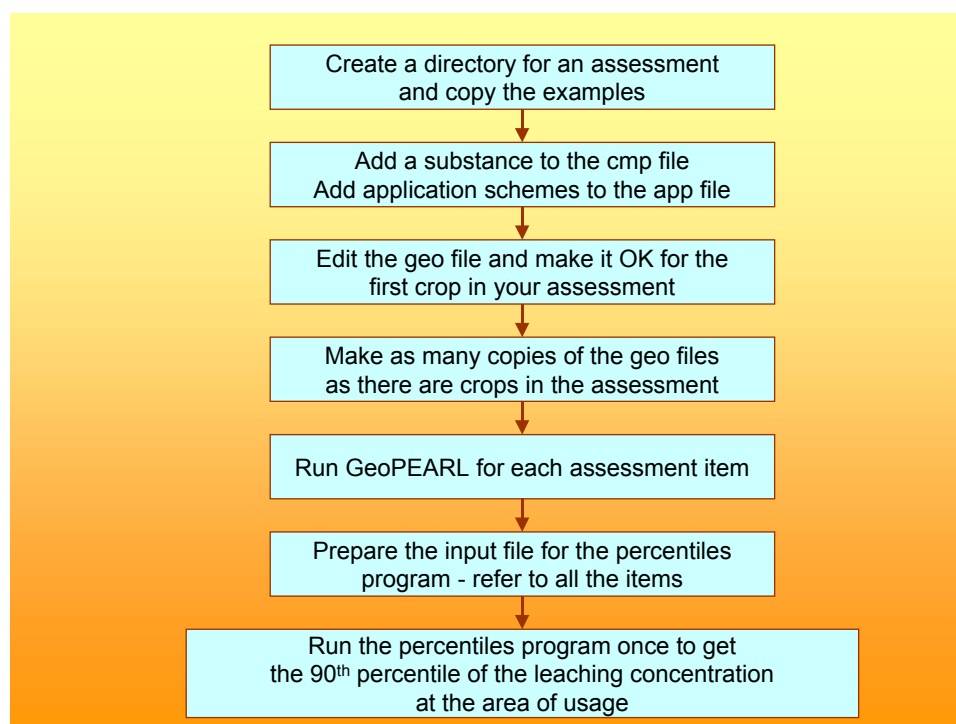 Create a directory for an assessment
and copy the examples
Add a substance to the cmp file
Add application schemes to the app file
Edit the geo file and make it OK for the
first crop in your assessment
Make as many copies of the geo files
as there are crops in the assessment
Run GeoPEARL for each assessment item
Prepare the input file for the percentiles
program - refer to all the items
Run the percentiles program once to get
the 90th percentile of the leaching concentration
at the area of usage